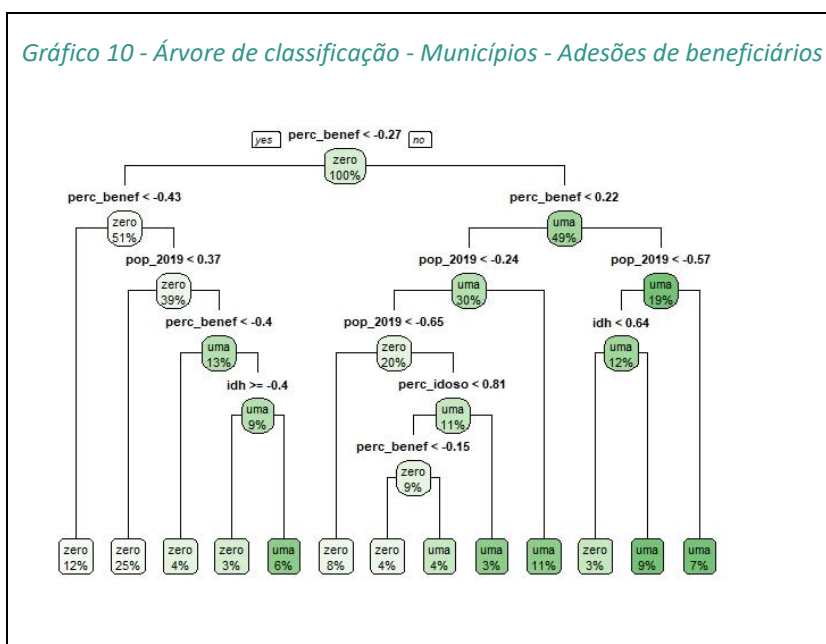 Gráfico 10 - Árvore de classificação - Municípios - Adesões de beneficiários
yes perc_benef < -0.27 no
zero
100%
perc_benef < -0.43
perc_benef < 0.22
zero
51%
uma
49%
pop_2019 < 0.37
pop_2019 < -0.24
pop_2019 < -0.57
zero
39%
uma
30%
uma
19%
perc_benef < -0.4
pop_2019 < -0.65
idh < 0.64
uma
13%
zero
20%
uma
12%
idh >= -0.4
perc_idoso < 0.81
uma
9%
uma
11%
perc_benef < -0.15
zero
9%
zero
12%
zero
25%
zero
4%
zero
3%
uma
6%
zero
8%
zero
4%
uma
4%
uma
3%
uma
11%
zero
3%
uma
9%
uma
7%